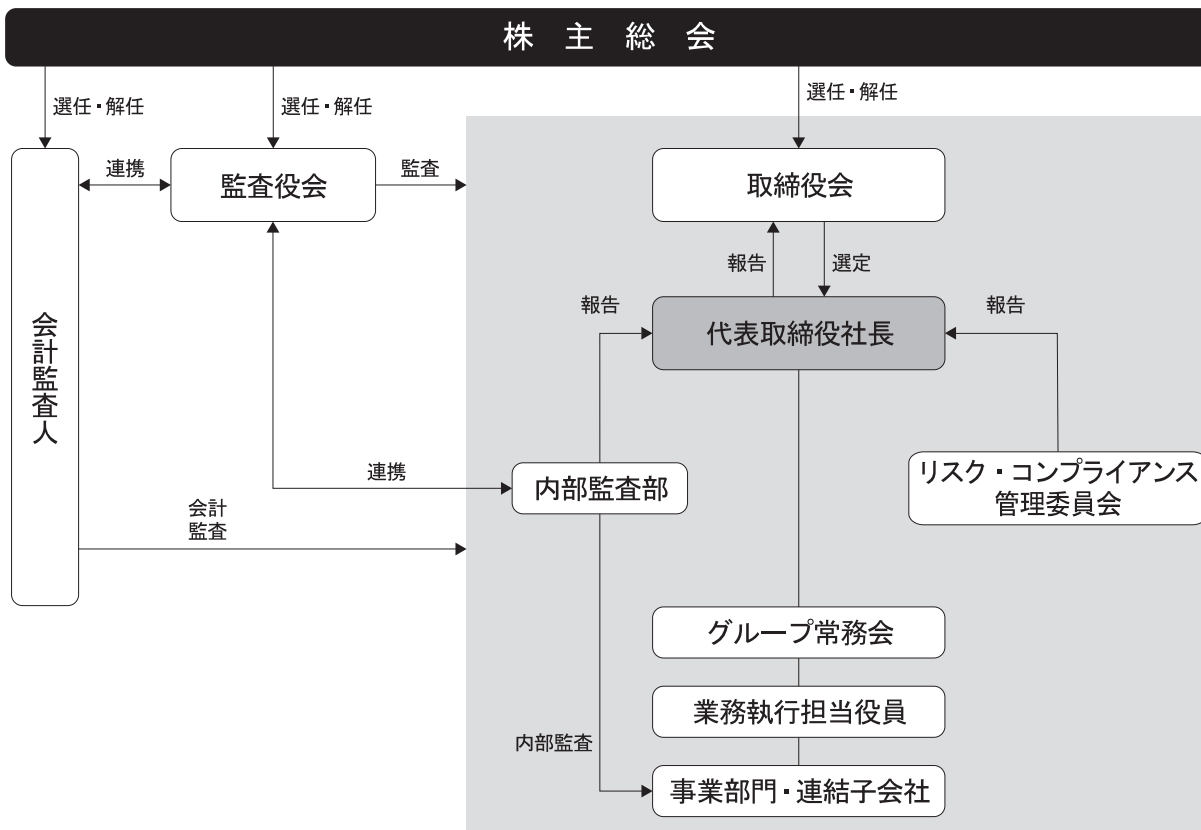 株主総会
選任・解任
選任・解任
選任・解任
連携
監査役会
監査
取締役会
報告
選定
報告
代表取締役社長
報告
会計監査人
連携
内部監査部
リスク・コンプライアンス
管理委員会
会計
監査
グループ常務会
業務執行担当役員
内部監査
事業部門・連結子会社